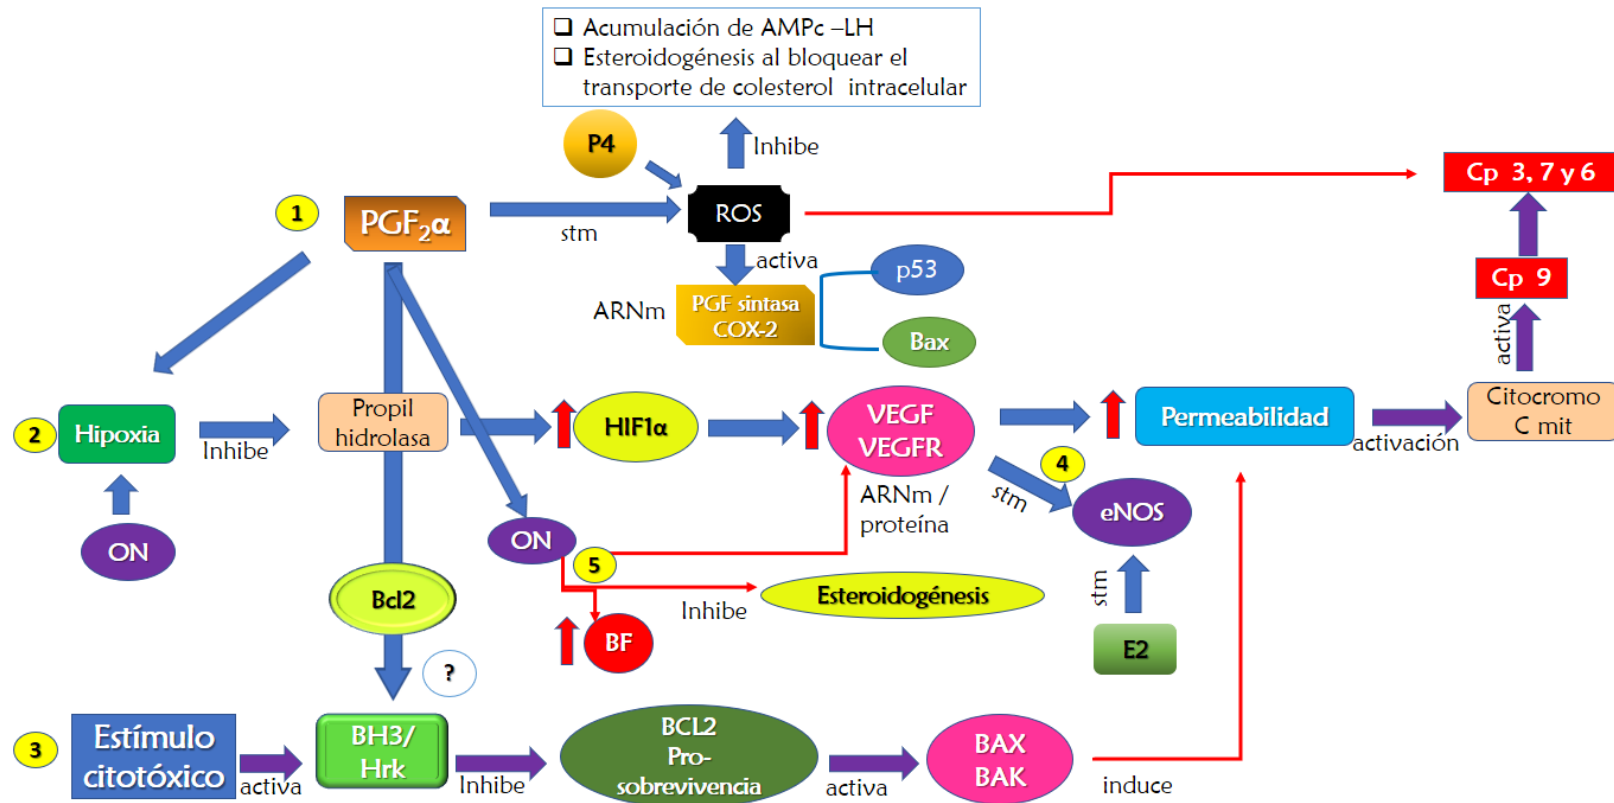 ❑ Acumulación de AMPc –LH
❑ Esteroidogénesis al bloquear el
transporte de colesterol intracelular
P4
Inhibe
Cp 3, 7 y 6
1
PGF₂α
stm
ROS
activa
p53
Cp 9
ARNm
PGF sintasa
COX-2
Bax
activa
2
Hipoxia
Inhibe
Propil
hidrolasa
HIF1α
VEGF
VEGFR
Permeabilidad
activación
Citocromo
C mit
4
stm
ARNm /
proteína
eNOS
ON
ON
5
Bcl2
Inhibe
Esteroidogénesis
stm
BF
E2
?
3
Estímulo
citotóxico
activa
BH3/
Hrk
Inhibe
BCL2
Pro-
sobrevivencia
activa
BAX
BAK
induce